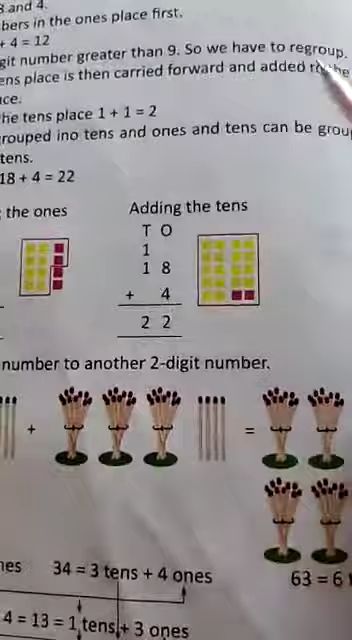 3 and 4.
bers in the ones place first.
+ 4 = 12
git number greater than 9. So we have to regroup.
ens place is then carried forward and added to the
ce.
he tens place 1 + 1 = 2
rouped ino tens and ones and tens can be grou
tens.
18 + 4 = 22
the ones
Adding the tens
T O
1
1 8
+ 4
2 2
number to another 2-digit number.
+ =
nes 34 = 3 tens + 4 ones 63 = 6
4 = 13 = 1 tens + 3 ones